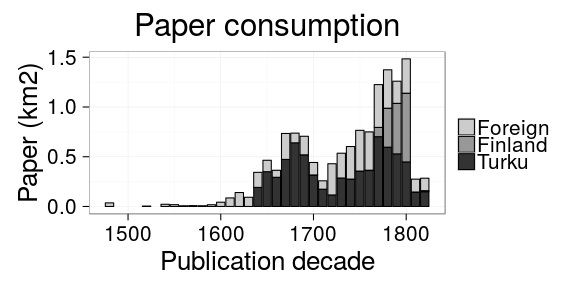 Paper consumption
Paper (km2)
1.5
1.0
0.5
0.0
1500 1600 1700 1800
Publication decade
Foreign
Finland
Turku